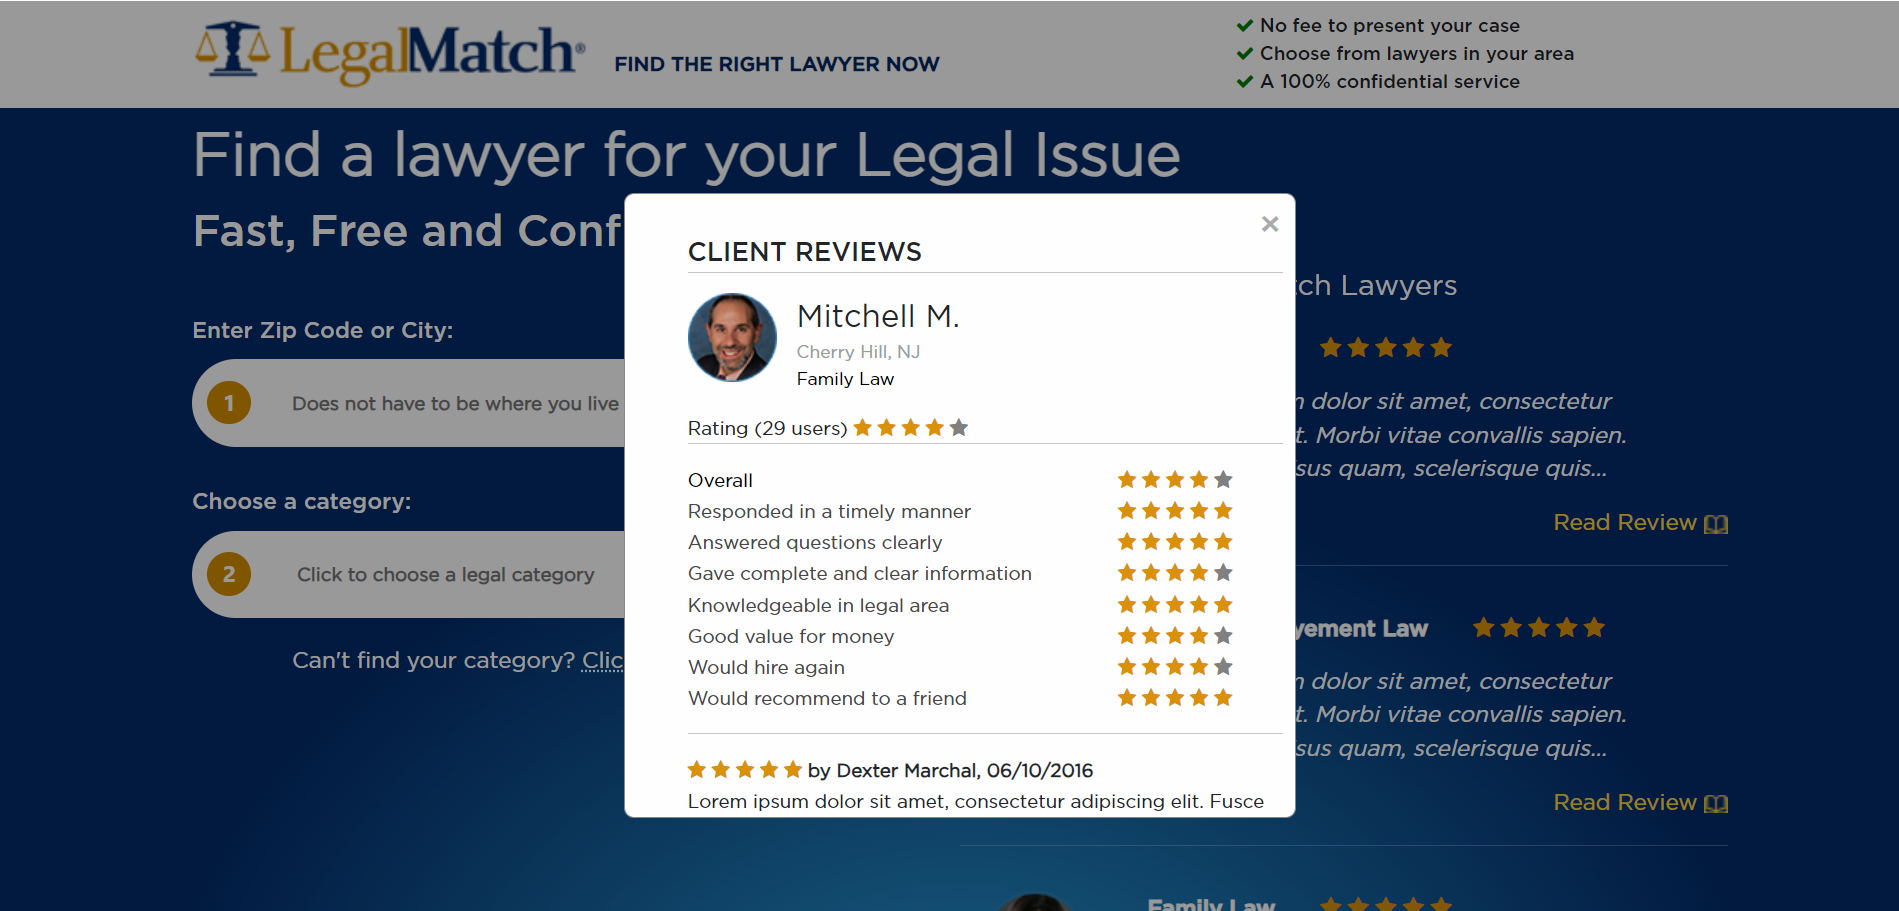 LegalMatch®
FIND THE RIGHT LAWYER NOW
No fee to present your case
Choose from lawyers in your area
A 100% confidential service
Find a lawyer for your Legal Issue
Fast, Free and Conf
Enter Zip Code or City:
1
Does not have to be where you live
Choose a category:
2
Click to choose a legal category
Can't find your category? Clic
×
CLIENT REVIEWS
Mitchell M.
Cherry Hill, NJ
Family Law
Rating (29 users)
Overall
Responded in a timely manner
Answered questions clearly
Gave complete and clear information
Knowledgeable in legal area
Good value for money
Would hire again
Would recommend to a friend
by Dexter Marchal, 06/10/2016
Lorem ipsum dolor sit amet, consectetur adipiscing elit. Fusce
ch Lawyers
dolor sit amet, consectetur
t. Morbi vitae convallis sapien.
sus quam, scelerisque quis...
Read Review
yement Law
dolor sit amet, consectetur
t. Morbi vitae convallis sapien.
sus quam, scelerisque quis...
Read Review
Family Law